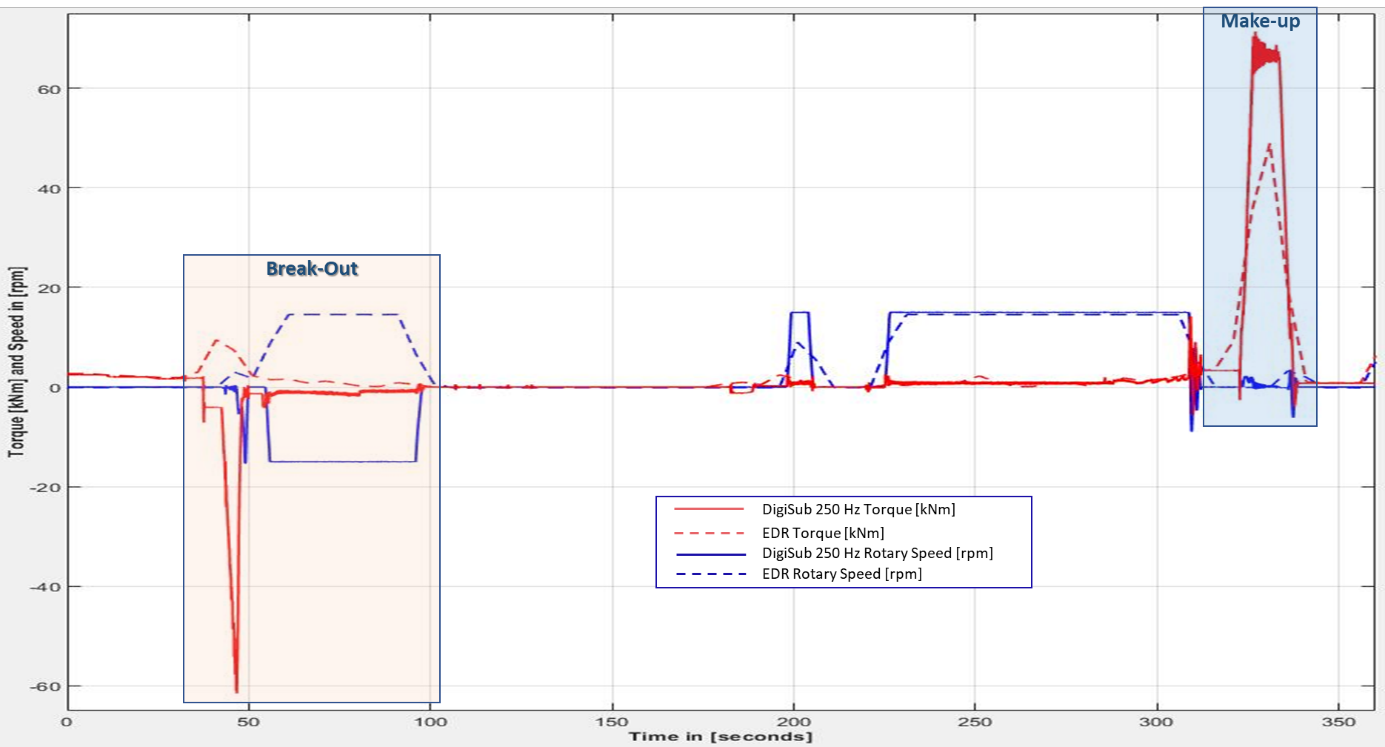 Make-up
Break-Out
60
40
20
0
-20
-40
-60
Torque [kNm] and Speed in [rpm]
DigiSub 250 Hz Torque [kNm]
EDR Torque [kNm]
DigiSub 250 Hz Rotary Speed [rpm]
EDR Rotary Speed [rpm]
0 50 100 150 200 250 300 350
Time in [seconds]